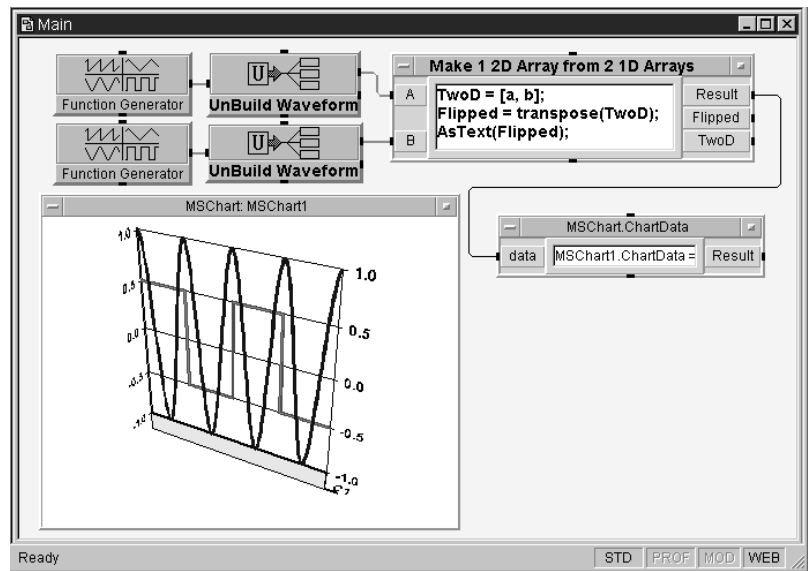 Main
Function Generator
UnBuild Waveform
Make 1 2D Array from 2 1D Arrays
A
B
TwoD = [a, b];
Flipped = transpose(TwoD);
AsText(Flipped);
Result
Flipped
TwoD
Function Generator
UnBuild Waveform
MSChart: MSChart1
1.0
0.5
0.0
-0.5
-1.0
1.0
0.5
0.0
-0.5
-1.0
MSChart.ChartData
data
MSChart1.ChartData =
Result
Ready
STD
PROF
MOD
WEB